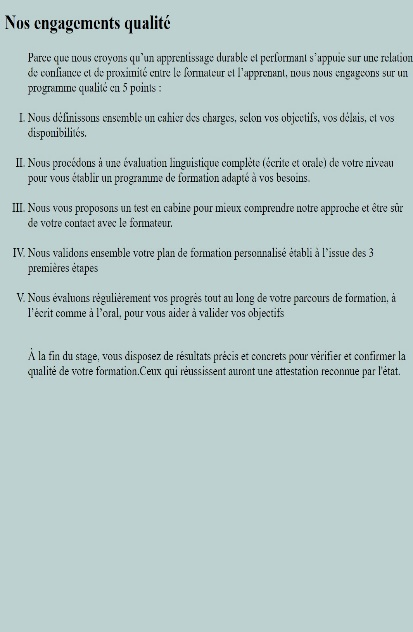 Nos engagements qualité
Parce que nous croyons qu’un apprentissage durable et performant s’appuie sur une relation
de confiance et de proximité entre le formateur et l’apprenant, nous nous engageons sur un
programme qualité en 5 points :
I. Nous définissons ensemble un cahier des charges, selon vos objectifs, vos délais, et vos
disponibilités.
II. Nous procédons à une évaluation linguistique complète (écrite et orale) de votre niveau
pour vous établir un programme de formation adapté à vos besoins.
III. Nous vous proposons un test en cabine pour mieux comprendre notre approche et être sûr
de votre contact avec le formateur.
IV. Nous validons ensemble votre plan de formation personnalisé établi à l’issue des 3
premières étapes
V. Nous évaluons régulièrement vos progrès tout au long de votre parcours de formation, à
l’écrit comme à l’oral, pour vous aider à valider vos objectifs
À la fin du stage, vous disposez de résultats précis et concrets pour vérifier et confirmer la
qualité de votre formation.Ceux qui réussissent auront une attestation reconnue par l'état.